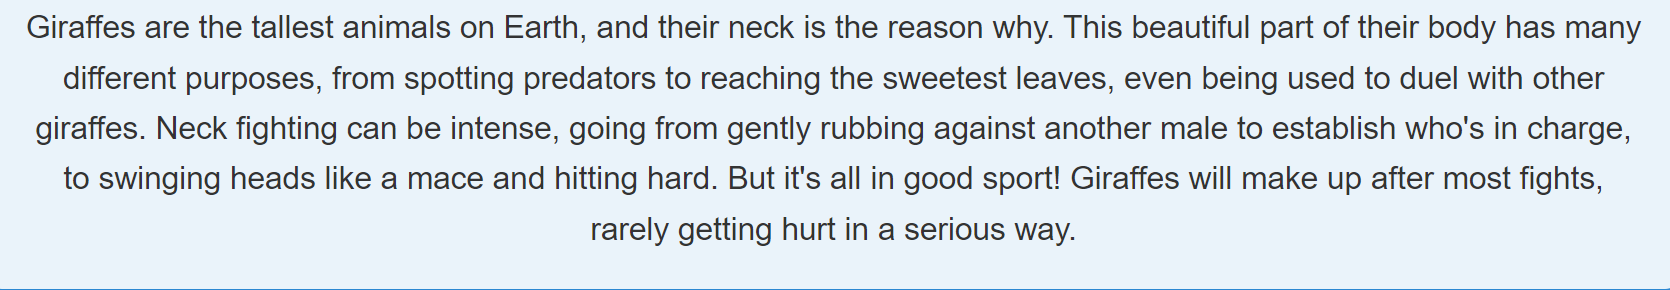 Giraffes are the tallest animals on Earth, and their neck is the reason why. This beautiful part of their body has many
different purposes, from spotting predators to reaching the sweetest leaves, even being used to duel with other
giraffes. Neck fighting can be intense, going from gently rubbing against another male to establish who's in charge,
to swinging heads like a mace and hitting hard. But it's all in good sport! Giraffes will make up after most fights,
rarely getting hurt in a serious way.